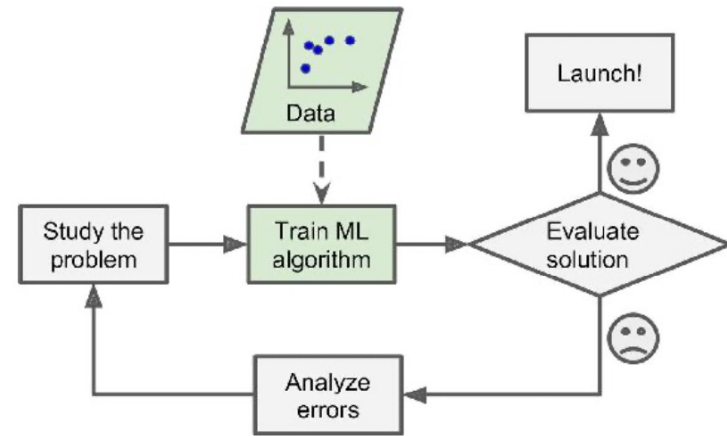 Data
Launch!
Study the
problem
Train ML
algorithm
Evaluate
solution
Analyze
errors